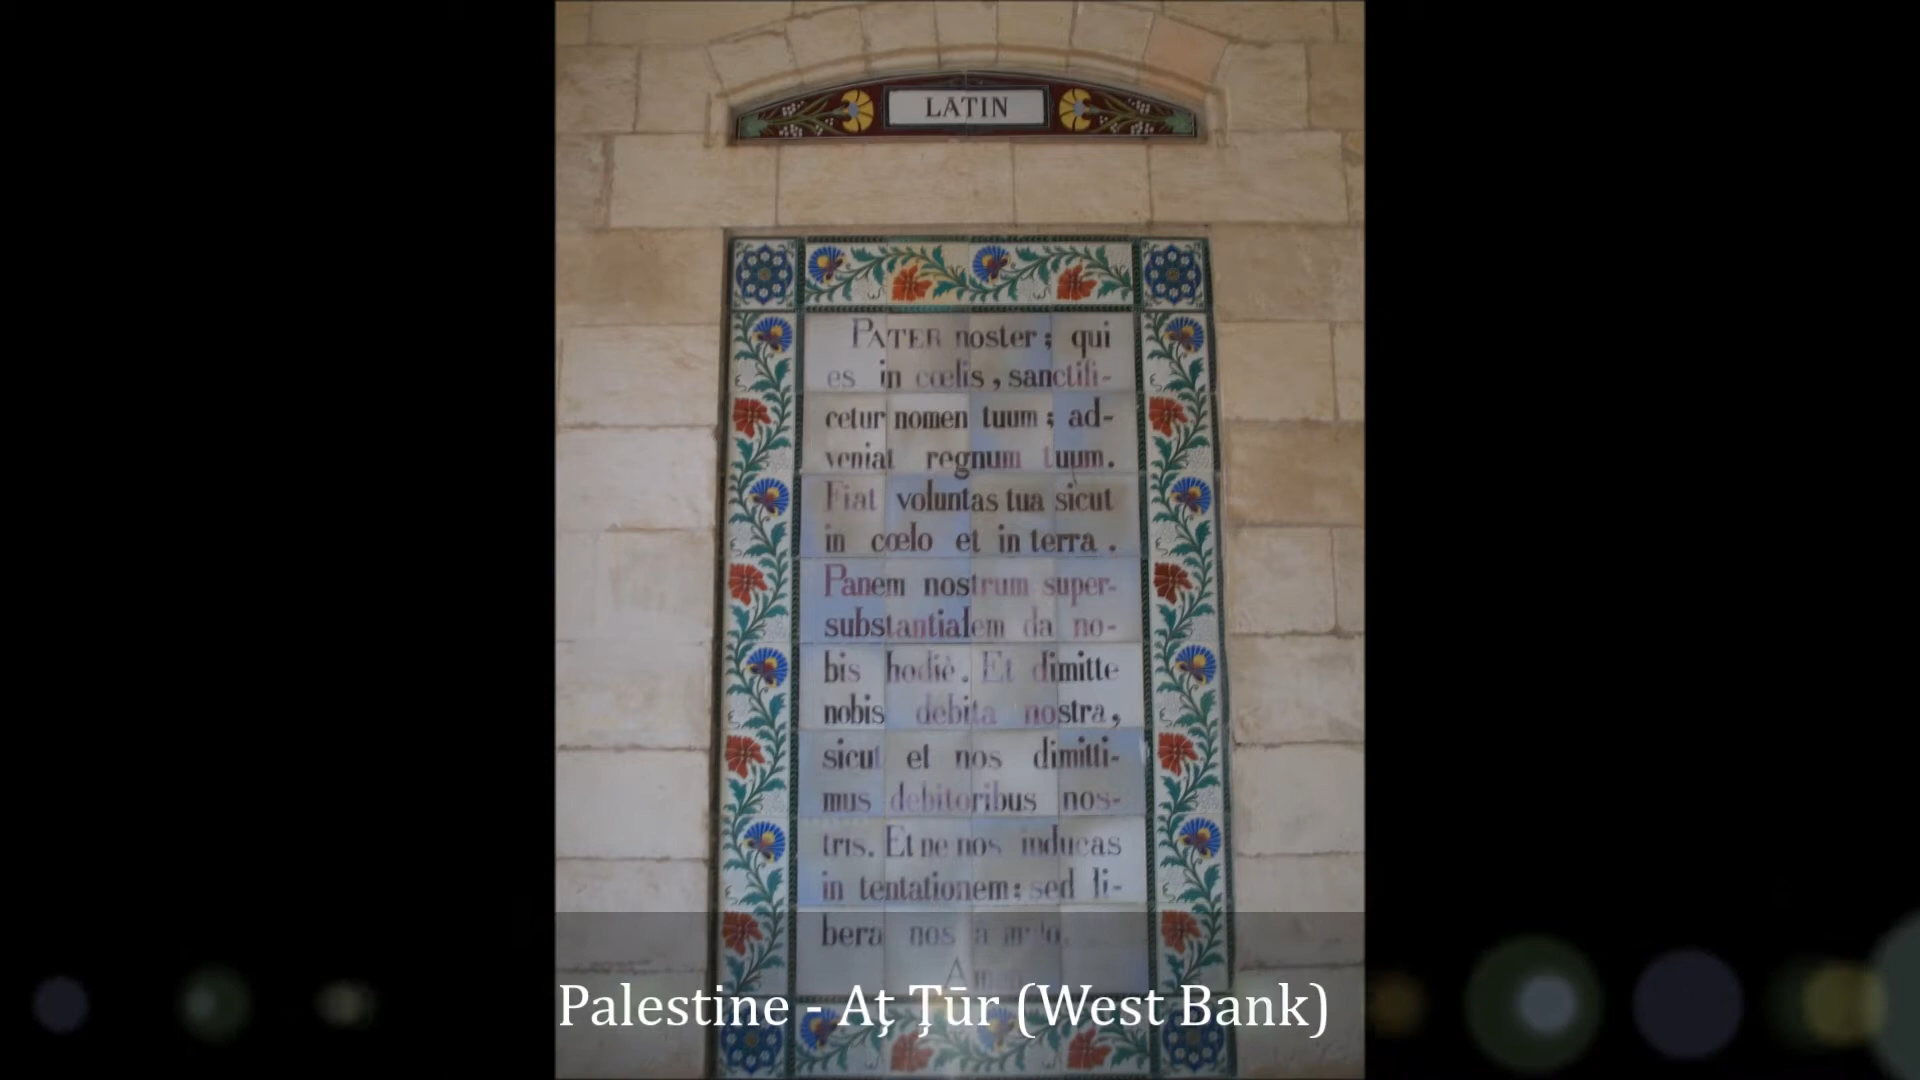 LATIN
PATER noster; qui
es in cœlis, sanctifi-
cetur nomen tuum; ad-
veniat regnum tuum.
Fiat voluntas tua sicut
in cœlo et in terra.
Panem nostrum super-
substantialem da no-
bis hodiè. Et dimitte
nobis debita nostra,
sicut et nos dimitti-
mus debitoribus nos-
tris. Et ne nos inducas
in tentationem; sed li-
bera nos a
Palestine - Aţ Ţūr (West Bank)